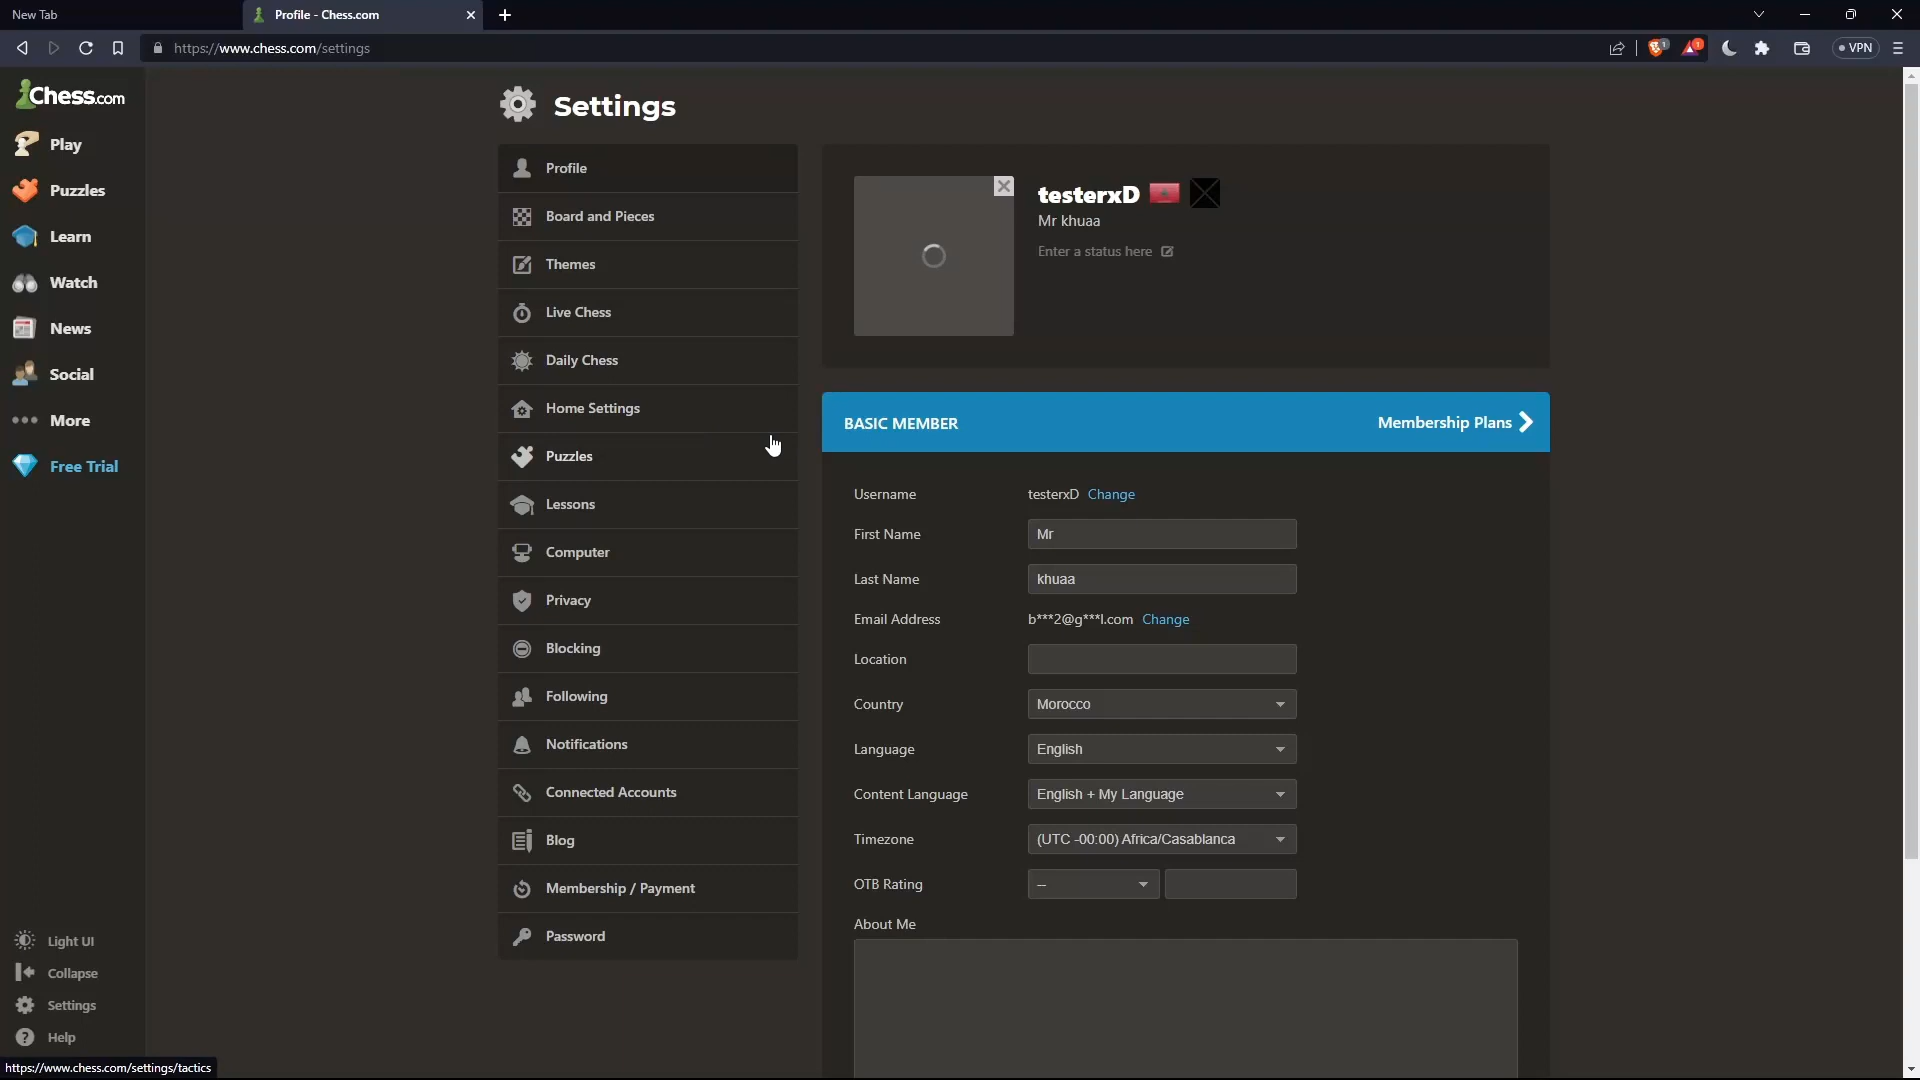 New Tab
Profile - Chess.com
https://www.chess.com/settings
1
1
VPN
Chess.com
Play
Puzzles
Learn
Watch
News
Social
More
Free Trial
Light UI
Collapse
Settings
Help
https://www.chess.com/settings/tactics
Settings
Profile
Board and Pieces
Themes
Live Chess
Daily Chess
Home Settings
Puzzles
Lessons
Computer
Privacy
Blocking
Following
Notifications
Connected Accounts
Blog
Membership / Payment
Password
testerxD
Mr khuaa
Enter a status here
BASIC MEMBER
Membership Plans
Username testerxD Change
First Name Mr
Last Name khuaa
Email Address b***2@g***l.com Change
Location
Country Morocco
Language English
Content Language English + My Language
Timezone (UTC -00:00) Africa/Casablanca
OTB Rating --
About Me